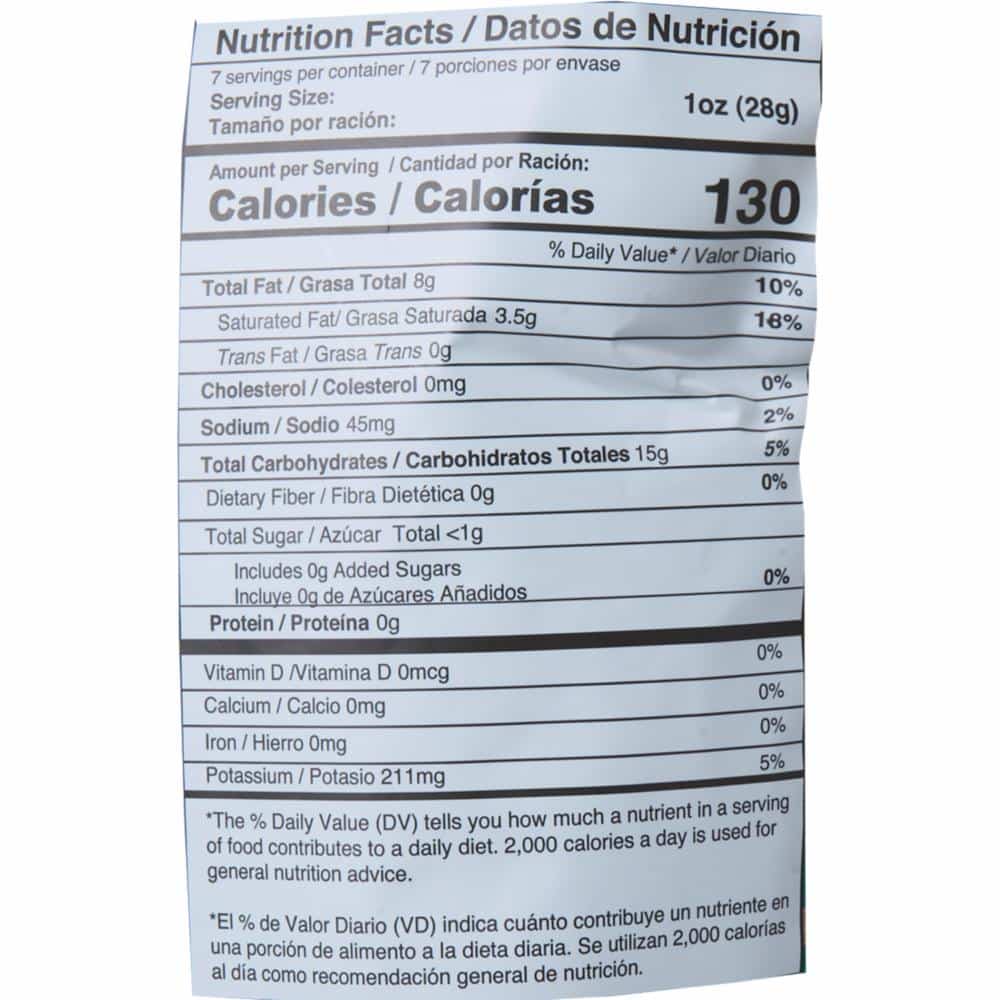 Nutrition Facts / Datos de Nutrición
7 servings per container / 7 porciones por envase
Serving Size:
Tamaño por ración:
1oz (28g)
Amount per Serving / Cantidad por Ración:
Calories / Calorías 130
% Daily Value* / Valor Diario
Total Fat / Grasa Total 8g 10%
Saturated Fat/ Grasa Saturada 3.5g 18%
Trans Fat / Grasa Trans 0g
Cholesterol / Colesterol 0mg 0%
Sodium / Sodio 45mg 2%
Total Carbohydrates / Carbohidratos Totales 15g 5%
Dietary Fiber / Fibra Dietética 0g 0%
Total Sugar / Azúcar Total <1g
Includes 0g Added Sugars
Incluye 0g de Azúcares Añadidos 0%
Protein / Proteína 0g
Vitamin D /Vitamina D 0mcg 0%
Calcium / Calcio 0mg 0%
Iron / Hierro 0mg 0%
Potassium / Potasio 211mg 5%
*The % Daily Value (DV) tells you how much a nutrient in a serving
of food contributes to a daily diet. 2,000 calories a day is used for
general nutrition advice.
*El % de Valor Diario (VD) indica cuánto contribuye un nutriente en
una porción de alimento a la dieta diaria. Se utilizan 2,000 calorías
al día como recomendación general de nutrición.